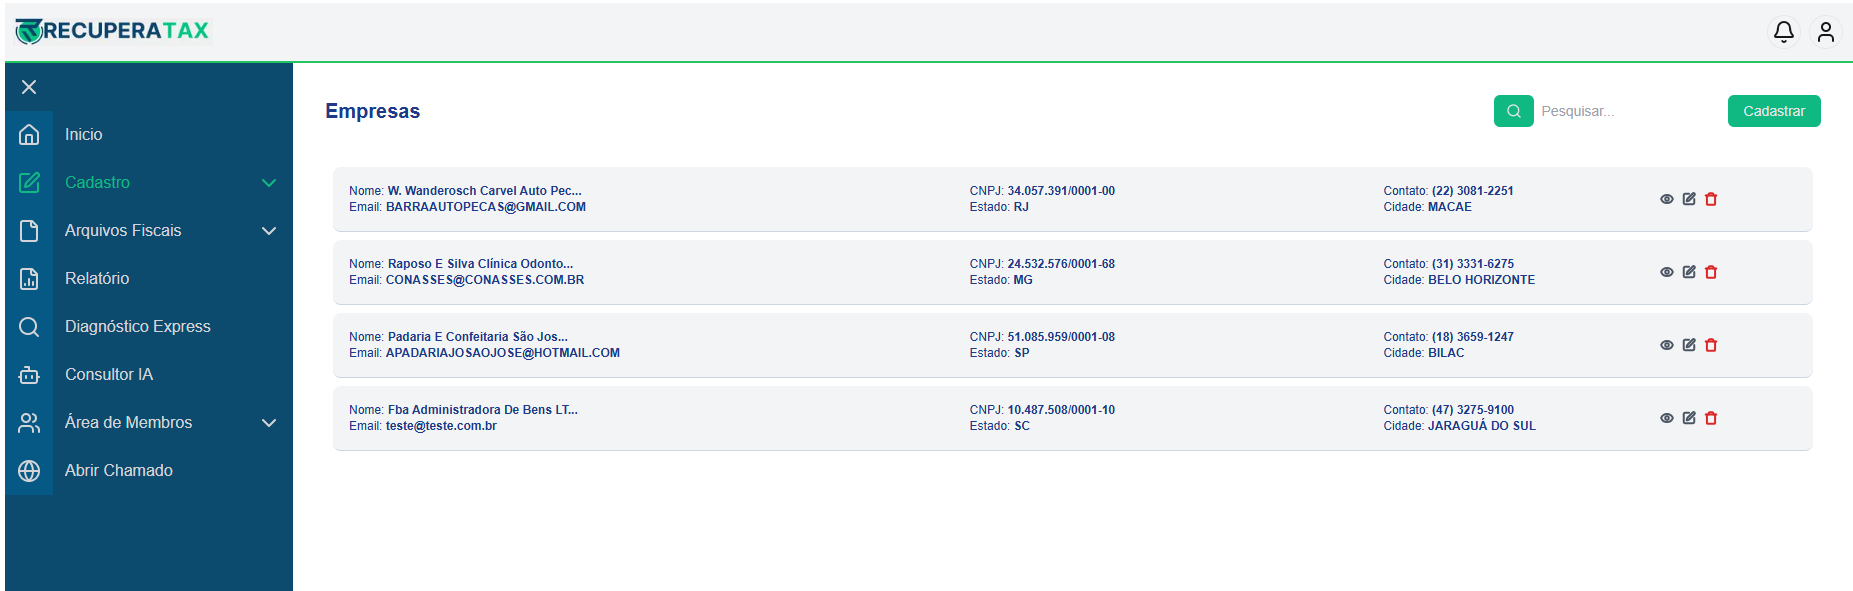 RECUPERATAX
Inicio
Cadastro
Arquivos Fiscais
Relatório
Diagnóstico Express
Consultor IA
Área de Membros
Abrir Chamado
Empresas
Pesquisar...
Cadastrar
Nome: W. Wanderosch Carvel Auto Pec...
Email: BARRAAUTOPECAS@GMAIL.COM
CNPJ: 34.057.391/0001-00
Estado: RJ
Contato: (22) 3081-2251
Cidade: MACAE
Nome: Raposo E Silva Clínica Odonto...
Email: CONASSES@CONASSES.COM.BR
CNPJ: 24.532.576/0001-68
Estado: MG
Contato: (31) 3331-6275
Cidade: BELO HORIZONTE
Nome: Padaria E Confeitaria São Jos...
Email: APADARIAJOSAOJOSE@HOTMAIL.COM
CNPJ: 51.085.959/0001-08
Estado: SP
Contato: (18) 3659-1247
Cidade: BILAC
Nome: Fba Administradora De Bens LT...
Email: teste@teste.com.br
CNPJ: 10.487.508/0001-10
Estado: SC
Contato: (47) 3275-9100
Cidade: JARAGUÁ DO SUL